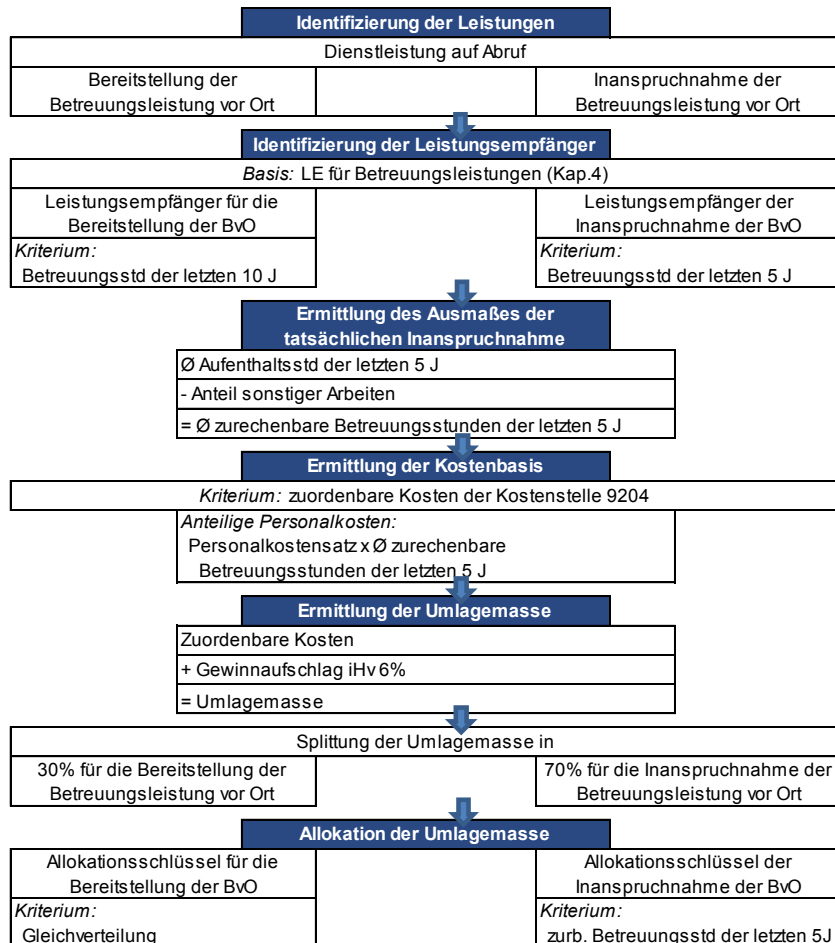 Identifizierung der Leistungen
Dienstleistung auf Abruf
Bereitstellung der
Betreuungsleistung vor Ort
Inanspruchnahme der
Betreuungsleistung vor Ort
Identifizierung der Leistungsempfänger
Basis: LE für Betreuungsleistungen (Kap.4)
Leistungsempfänger für die
Bereitstellung der BvO
Leistungsempfänger der
Inanspruchnahme der BvO
Kriterium:
Betreuungsstd der letzten 10 J
Kriterium:
Betreuungsstd der letzten 5 J
Ermittlung des Ausmaßes der
tatsächlichen Inanspruchnahme
Ø Aufenthaltsstd der letzten 5 J
- Anteil sonstiger Arbeiten
= Ø zurechenbare Betreuungsstunden der letzten 5 J
Ermittlung der Kostenbasis
Kriterium: zuordenbare Kosten der Kostenstelle 9204
Anteilige Personalkosten:
Personalkostensatz x Ø zurechenbare
Betreuungsstunden der letzten 5 J
Ermittlung der Umlagemasse
Zuordenbare Kosten
+ Gewinnaufschlag iHv 6%
= Umlagemasse
Splittung der Umlagemasse in
30% für die Bereitstellung der
Betreuungsleistung vor Ort
70% für die Inanspruchnahme der
Betreuungsleistung vor Ort
Allokation der Umlagemasse
Allokationsschlüssel für die
Bereitstellung der BvO
Allokationsschlüssel der
Inanspruchnahme der BvO
Kriterium:
Gleichverteilung
Kriterium:
zurb. Betreuungsstd der letzten 5J